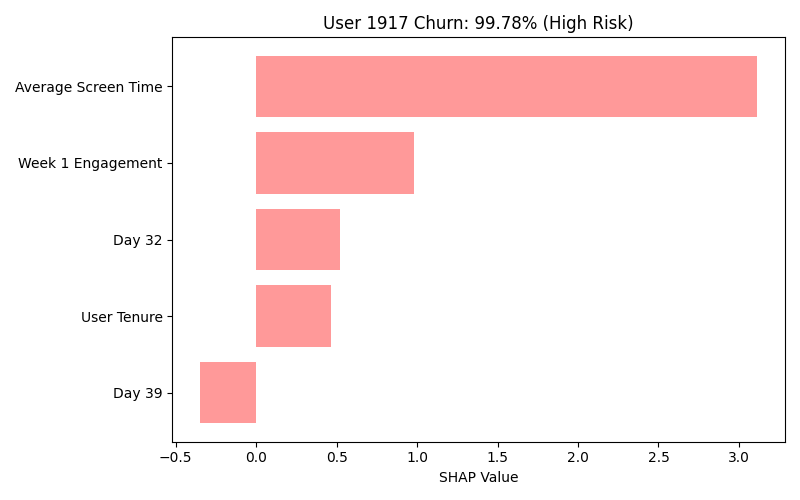 User 1917 Churn: 99.78% (High Risk)
Average Screen Time
Week 1 Engagement
Day 32
User Tenure
Day 39
−0.5 0.0 0.5 1.0 1.5 2.0 2.5 3.0
SHAP Value